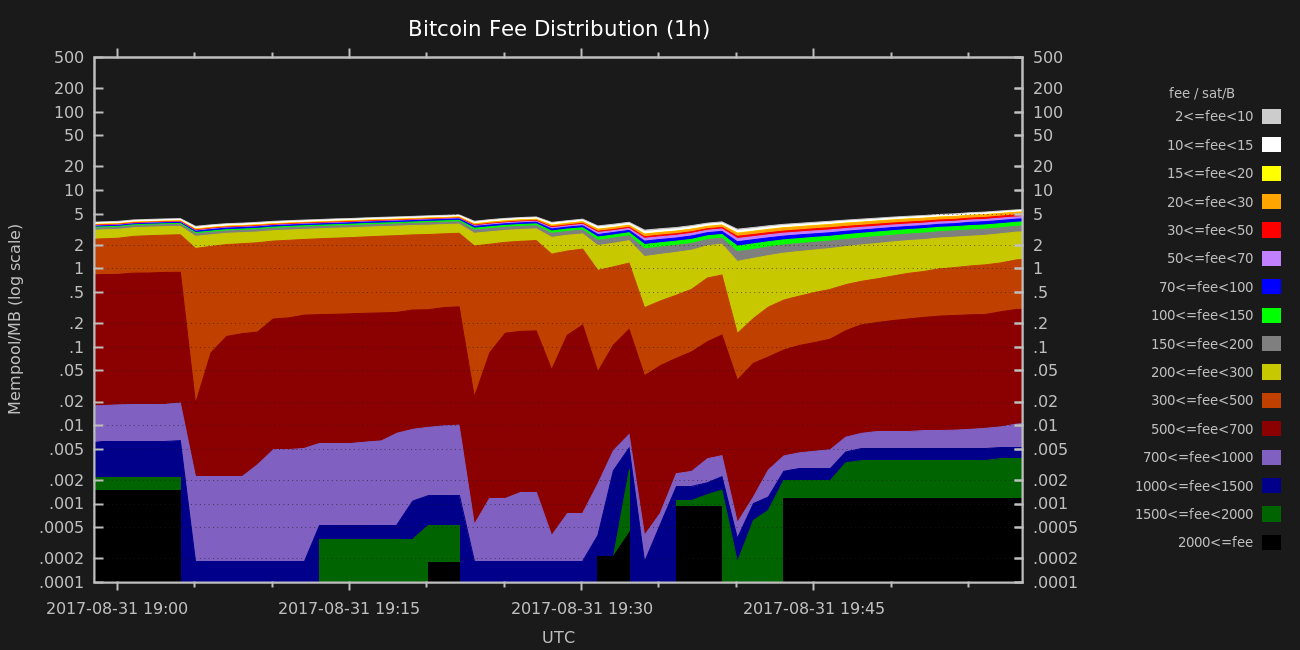 Bitcoin Fee Distribution (1h)
Mempool/MB (log scale)
500
200
100
50
20
10
5
2
1
.5
.2
.1
.05
.02
.01
.005
.002
.001
.0005
.0002
.0001
500
200
100
50
20
10
5
2
1
.5
.2
.1
.05
.02
.01
.005
.002
.001
.0005
.0002
.0001
2017-08-31 19:00 2017-08-31 19:15 2017-08-31 19:30 2017-08-31 19:45
UTC
fee / sat/B
2<=fee<10
10<=fee<15
15<=fee<20
20<=fee<30
30<=fee<50
50<=fee<70
70<=fee<100
100<=fee<150
150<=fee<200
200<=fee<300
300<=fee<500
500<=fee<700
700<=fee<1000
1000<=fee<1500
1500<=fee<2000
2000<=fee